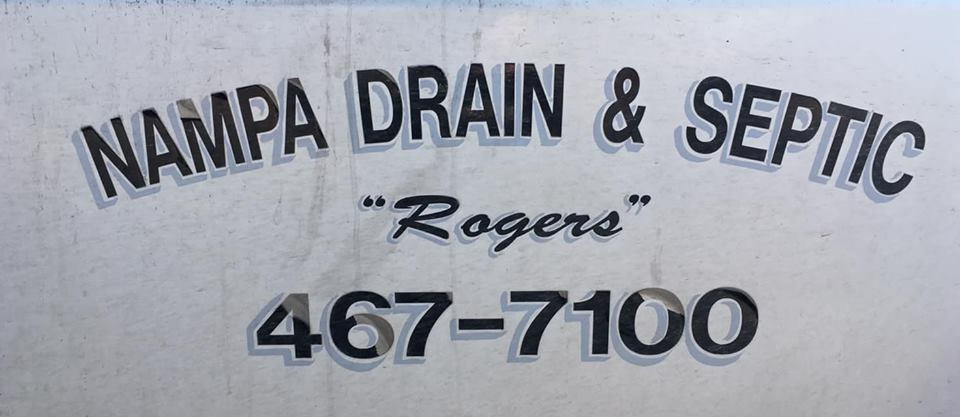 NAMPA DRAIN & SEPTIC
“Rogers”
467-7100